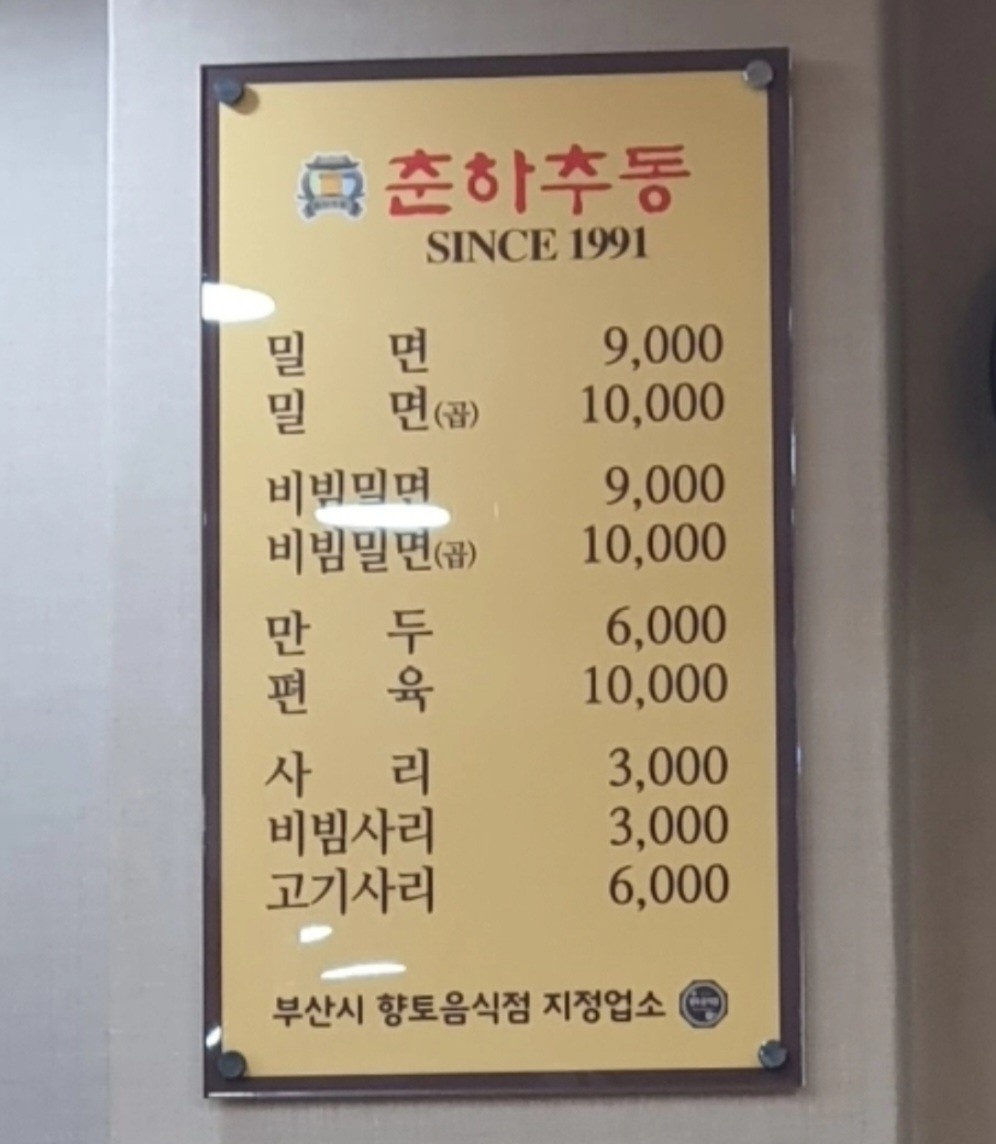 춘하추동
SINCE 1991
밀 면 9,000
밀 면(곱) 10,000
비빔밀면 9,000
비빔밀면(곱) 10,000
만 두 6,000
편 육 10,000
사 리 3,000
비빔사리 3,000
고기사리 6,000
부산시 향토음식점 지정업소